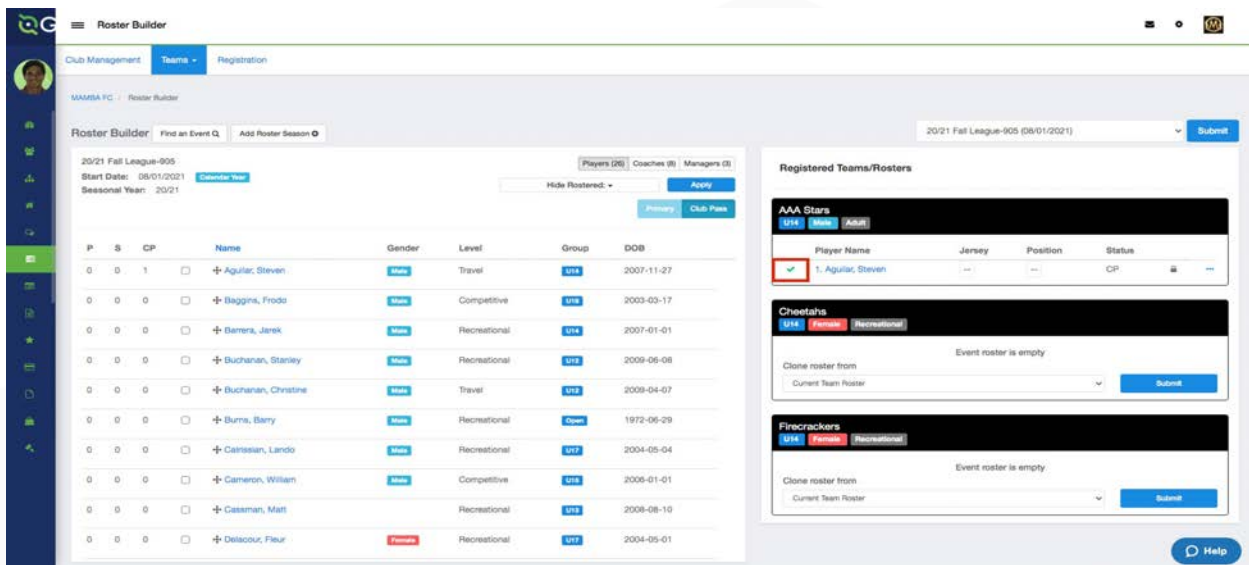 G Roster Builder
Club Management Teams Registration
MAMBA FC / Roster Builder
Roster Builder Find an Event Add Roster Season
20/21 Fall League-905 (08/01/2021) Submit
20/21 Fall League-905
Players (26) Coaches (8) Managers (3)
Start Date: 08/01/2021 Calendar Year
Hide Rostered: Apply
Seasonal Year: 20/21
Primary Club Pass
P S CP Name Gender Level Group DOB
0 0 1 Aguilar, Steven Male Travel U14 2007-11-27
0 0 0 Baggins, Frodo Male Competitive 2003-03-17
0 0 0 Barrera, Jarek Male Recreational U14 2007-01-01
0 0 0 Buchanan, Stanley Male Recreational 2009-06-08
0 0 0 Buchanan, Christine Male Travel U12 2009-04-07
0 0 0 Burns, Barry Male Recreational Open 1972-06-29
0 0 0 Calrissian, Lando Male Recreational U17 2004-05-04
0 0 0 Cameron, William Male Competitive 2006-01-01
0 0 0 Cassman, Matt Recreational U13 2008-08-10
0 0 0 Delacour, Fleur Female Recreational U17 2004-05-01
Registered Teams/Rosters
AAA Stars
U14 Male Adult
Player Name Jersey Position Status
1. Aguilar, Steven -- -- CP
Cheetahs
U14 Female Recreational
Event roster is empty
Clone roster from
Current Team Roster Submit
Firecrackers
U14 Female Recreational
Event roster is empty
Clone roster from
Current Team Roster Submit
Help